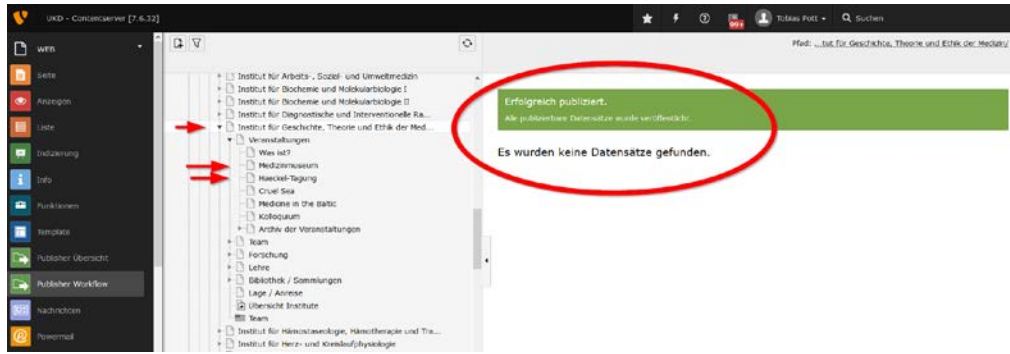 UKD - Contentserver [7.6.32]
99+
Tobias Pott
Suchen
WEB
Pfad: ...tut für Geschichte, Theorie und Ethik der Medizin/
Seite
Anzeigen
Liste
Indizierung
Info
Funktionen
Template
Publisher Übersicht
Publisher Workflow
Nachrichten
Powermail
Institut für Arbeits-, Sozial- und Umweltmedizin
Institut für Biochemie und Molekularbiologie I
Institut für Biochemie und Molekularbiologie II
Institut für Diagnostische und Interventionelle Ra...
Institut für Geschichte, Theorie und Ethik der Med...
Veranstaltungen
Was ist?
Medizinmuseum
Haeckel-Tagung
Cruel Sea
Medicine in the Baltic
Kolloquium
Archiv der Veranstaltungen
Team
Forschung
Lehre
Bibliothek / Sammlungen
Lage / Anreise
Übersicht Institute
Team
Institut für Hämostaseologie, Hämotherapie und Tra...
Institut für Herz- und Kreislaufphysiologie
Erfolgreich publiziert.
Alle publizierbare Datensätze wurde veröffentlicht.
Es wurden keine Datensätze gefunden.